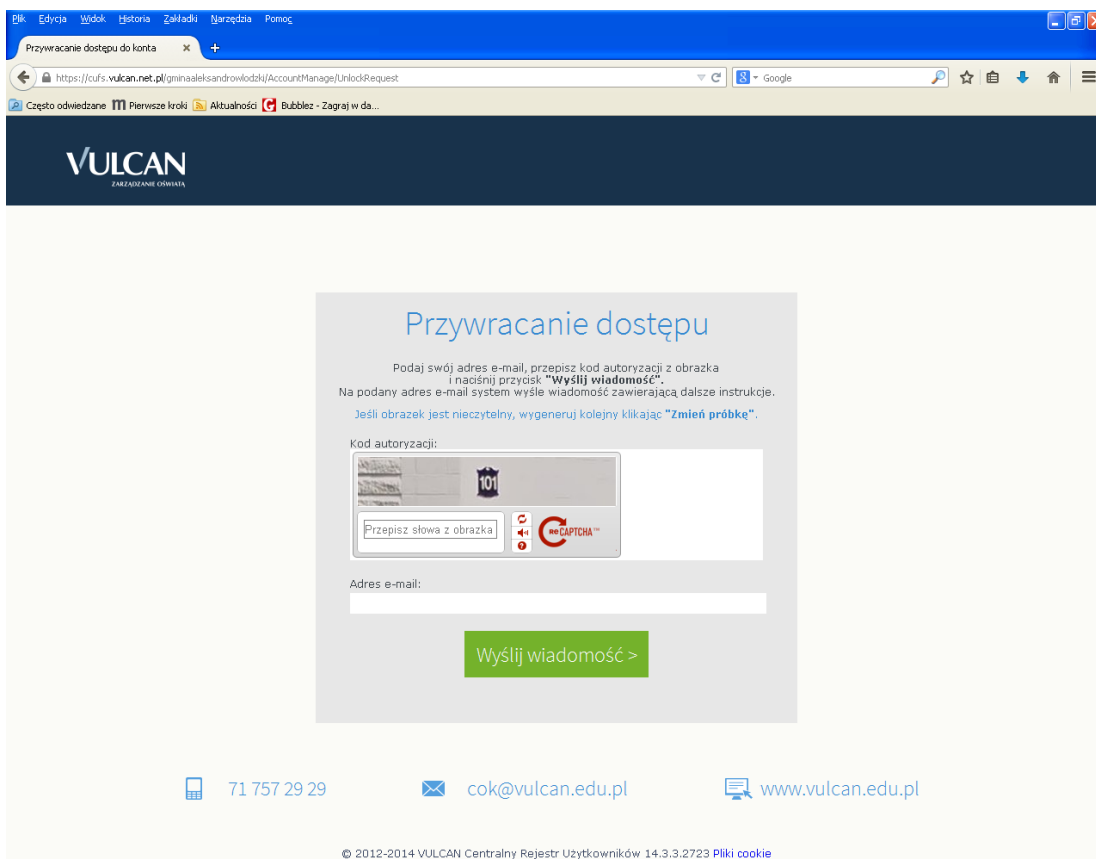 Plik Edycja Widok Historia Zakładki Narzędzia Pomoc
Przywracanie dostępu do konta
https://cufs.vulcan.net.pl/gminaaleksandrowlodzki/AccountManage/UnlockRequest
Google
Często odwiedzane Pierwsze kroki Aktualności Bubblez - Zagraj w da...
VULCAN
ZARZĄDZANIE OŚWIATĄ
Przywracanie dostępu
Podaj swój adres e-mail, przepisz kod autoryzacji z obrazka
i naciśnij przycisk "Wyślij wiadomość".
Na podany adres e-mail system wyśle wiadomość zawierającą dalsze instrukcje.
Jeśli obrazek jest nieczytelny, wygeneruj kolejny klikając "Zmień próbkę".
Kod autoryzacji:
101
Przepisz słowa z obrazka
reCAPTCHA™
Adres e-mail:
Wyślij wiadomość >
71 757 29 29
cok@vulcan.edu.pl
www.vulcan.edu.pl
© 2012-2014 VULCAN Centralny Rejestr Użytkowników 14.3.3.2723 Pliki cookie